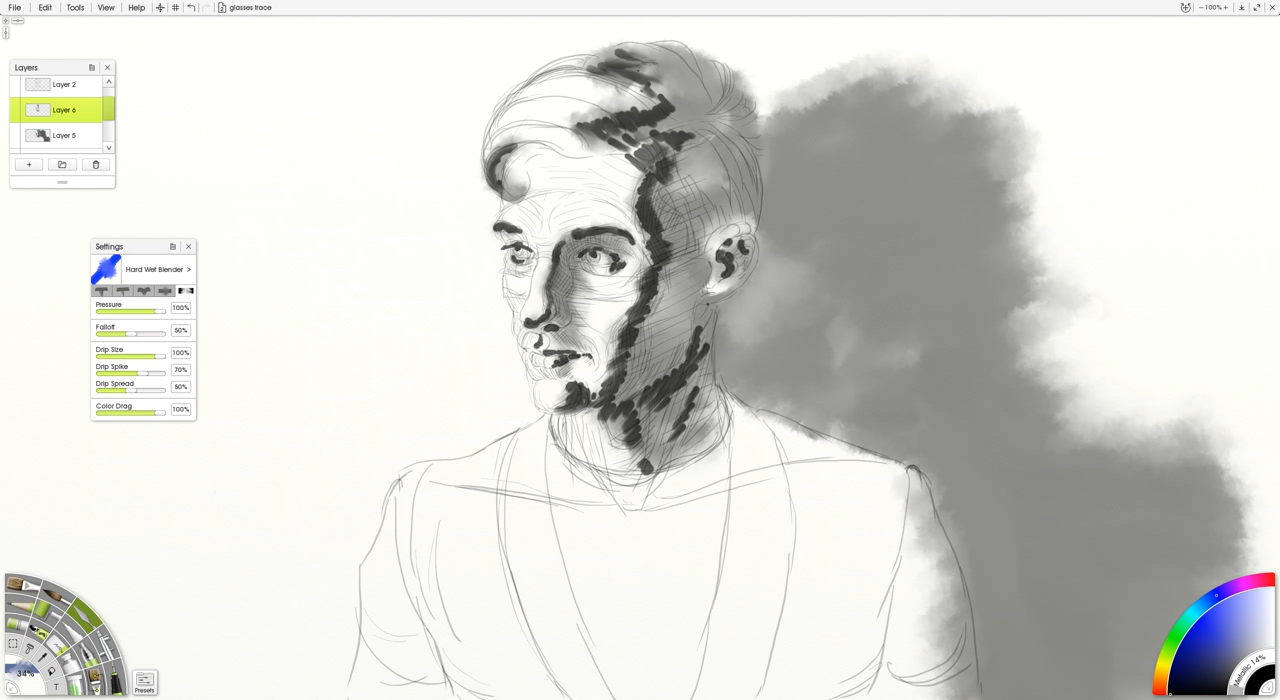 File Edit Tools View Help glasses trace 100%
Layers
Layer 2
Layer 6
Layer 5
Settings
Hard Wet Blender >
Pressure 100%
Falloff 50%
Drip Size 100%
Drip Spike 70%
Drip Spread 50%
Color Drag 100%
34%
Presets
Metallic 14%